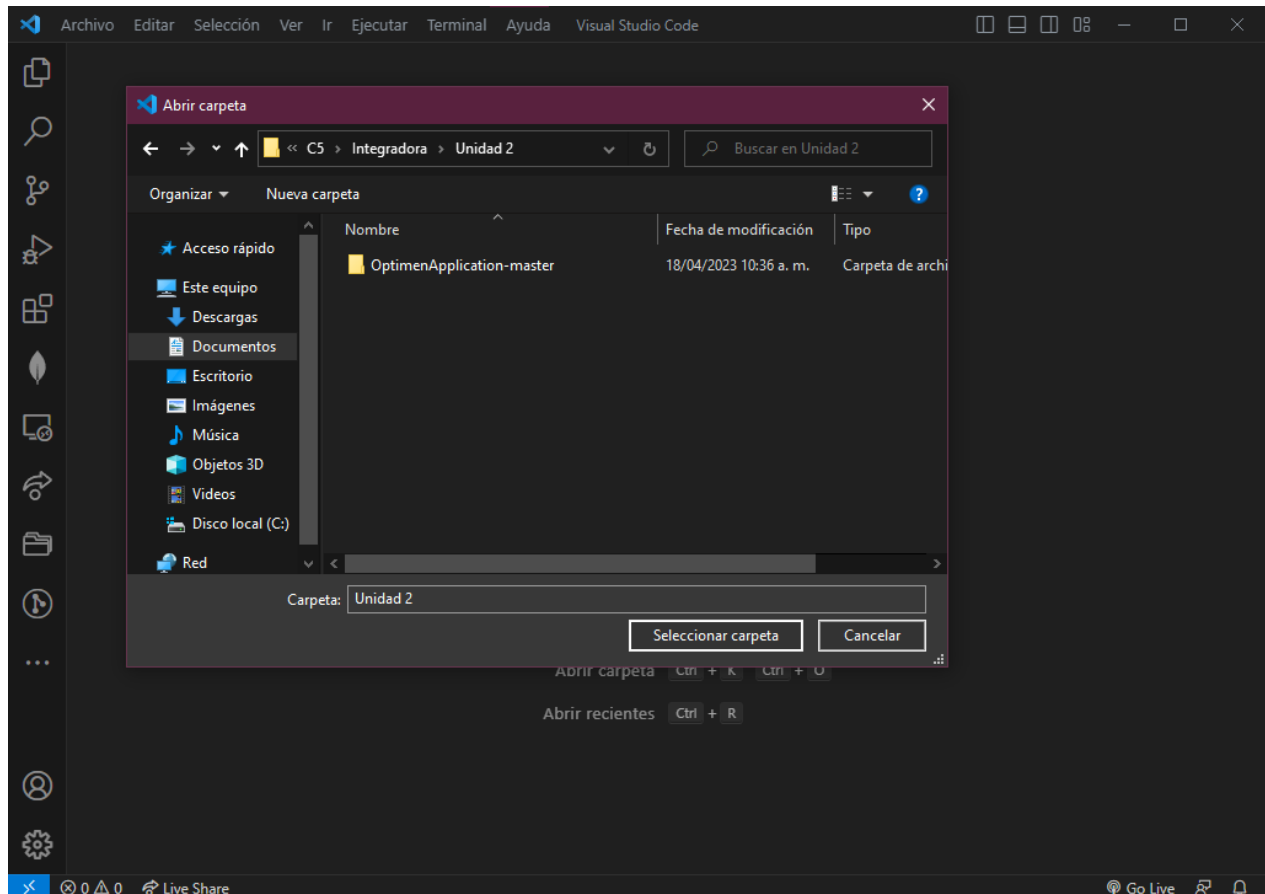 Archivo Editar Selección Ver Ir Ejecutar Terminal Ayuda Visual Studio Code
Abrir carpeta
« C5 › Integradora › Unidad 2 Buscar en Unidad 2
Organizar Nueva carpeta ?
Nombre Fecha de modificación Tipo
OptimenApplication-master 18/04/2023 10:36 a. m. Carpeta de archi
Acceso rápido
Este equipo
Descargas
Documentos
Escritorio
Imágenes
Música
Objetos 3D
Videos
Disco local (C:)
Red
Carpeta: Unidad 2
Seleccionar carpeta Cancelar
Abrir carpeta Ctrl + K Ctrl + O
Abrir recientes Ctrl + R
0 0 Live Share Go Live